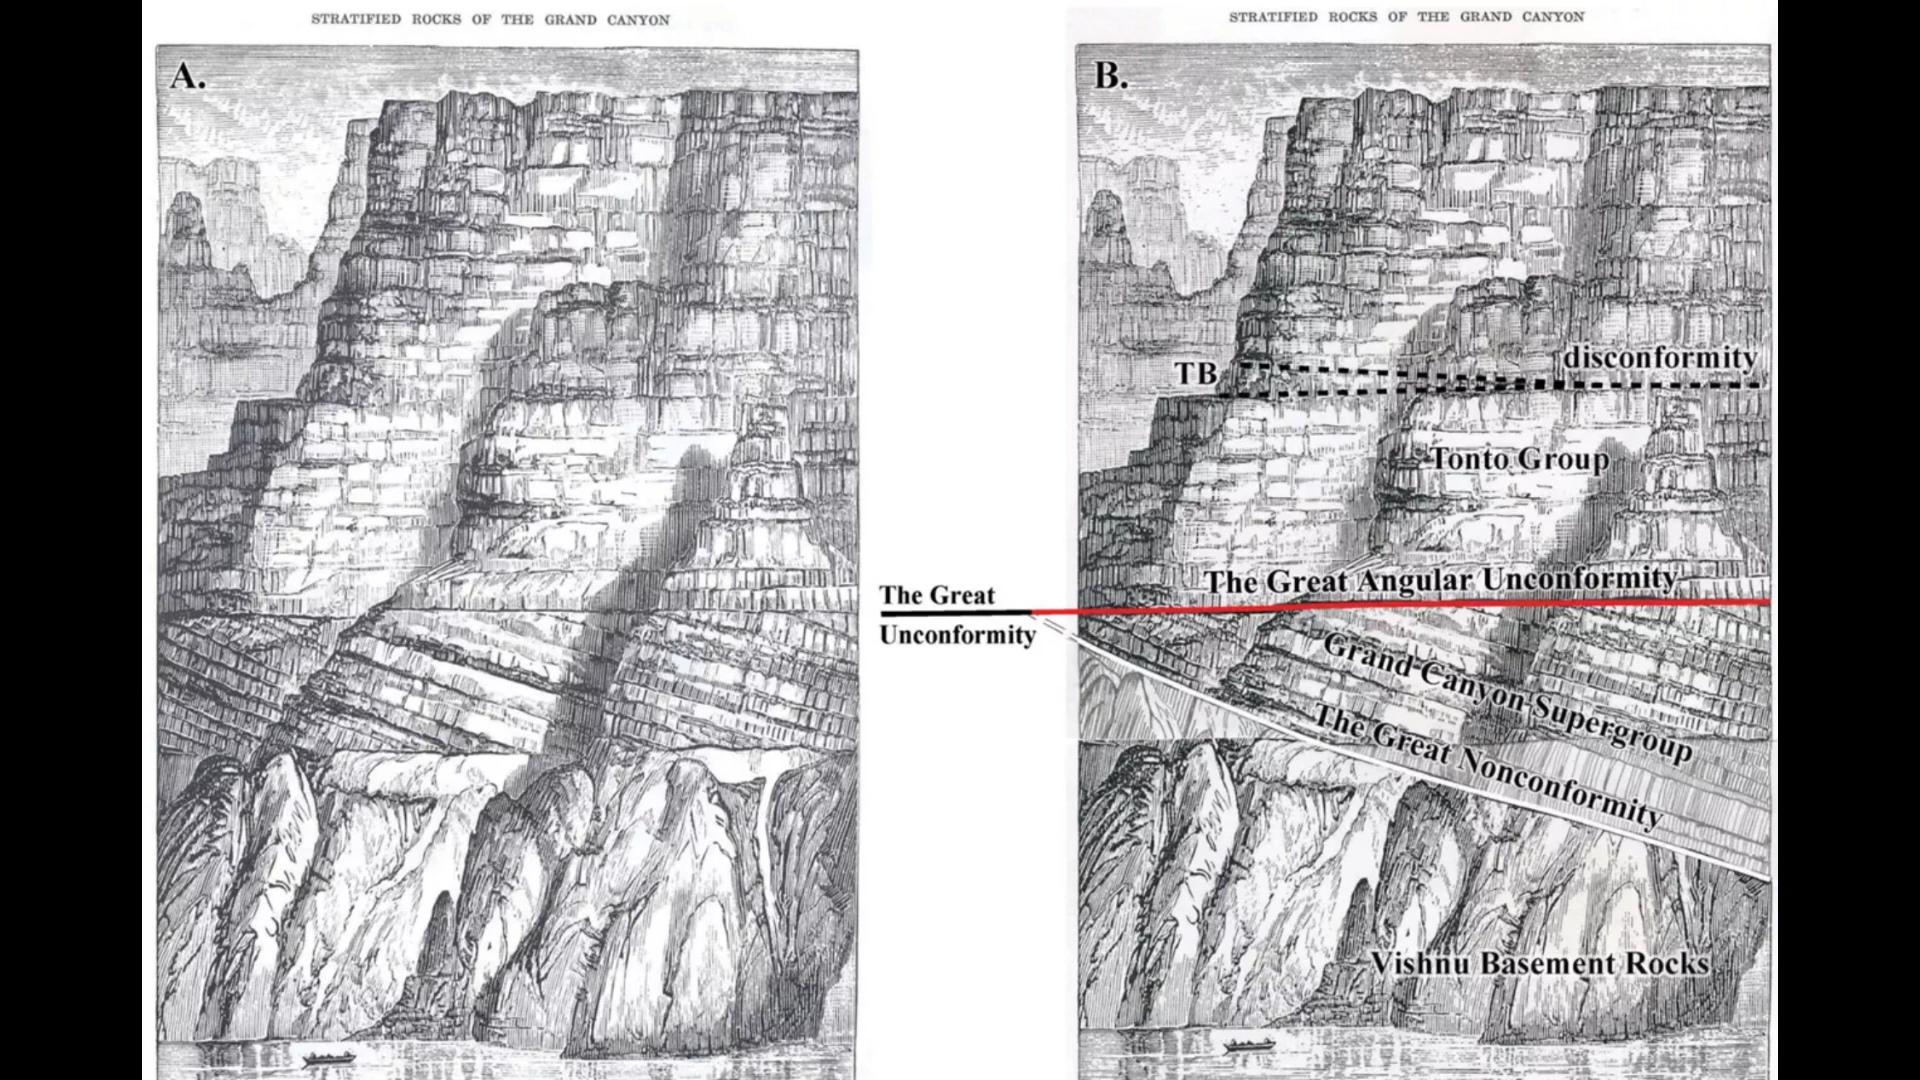 STRATIFIED ROCKS OF THE GRAND CANYON
A.
The Great
Unconformity
STRATIFIED ROCKS OF THE GRAND CANYON
B.
disconformity
TB
Tonto Group
The Great Angular Unconformity
Grand Canyon Supergroup
The Great Nonconformity
Vishnu Basement Rocks